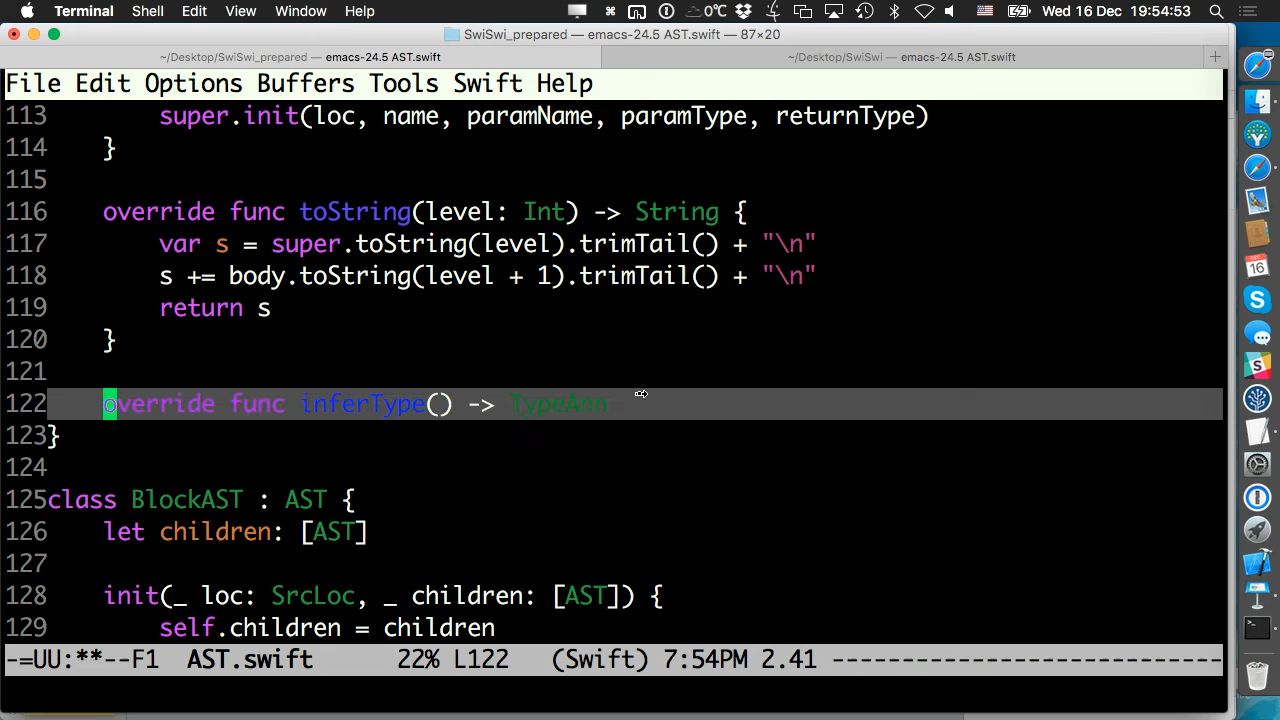 Terminal Shell Edit View Window Help 0°C Wed 16 Dec 19:54:53
SwiSwi_prepared — emacs-24.5 AST.swift — 87×20
~/Desktop/SwiSwi_prepared — emacs-24.5 AST.swift ~/Desktop/SwiSwi — emacs-24.5 AST.swift +
File Edit Options Buffers Tools Swift Help
113 super.init(loc, name, paramName, paramType, returnType)
114 }
115
116 override func toString(level: Int) -> String {
117 var s = super.toString(level).trimTail() + "\n"
118 s += body.toString(level + 1).trimTail() + "\n"
119 return s
120 }
121
122 override func inferType() -> TypeAnn
123 }
124
125 class BlockAST : AST {
126 let children: [AST]
127
128 init(_ loc: SrcLoc, _ children: [AST]) {
129 self.children = children
-=UU:**--F1 AST.swift 22% L122 (Swift) 7:54PM 2.41 ----------------------------